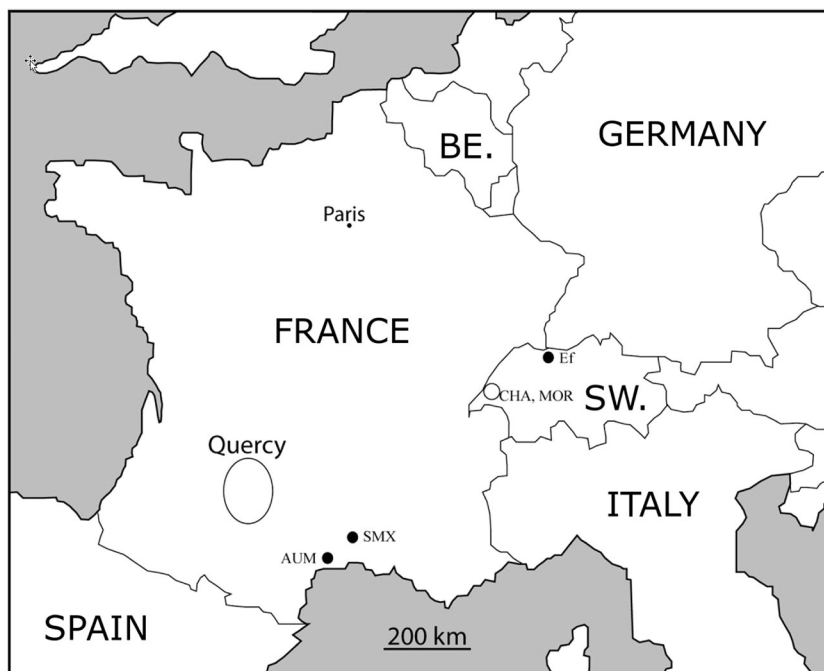 GERMANY
BE.
Paris
FRANCE
Ef
CHA, MOR
SW.
Quercy
ITALY
SMX
AUM
SPAIN
200 km